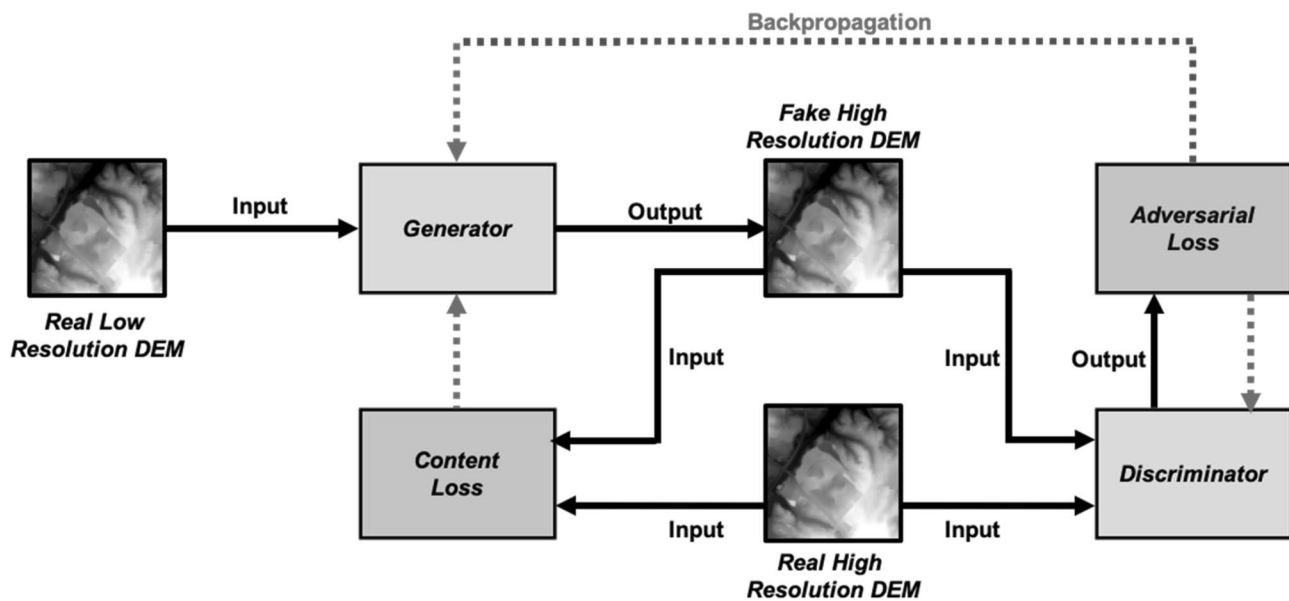 Backpropagation
Fake High
Resolution DEM
Input
Generator
Output
Adversarial
Loss
Real Low
Resolution DEM
Input
Input
Output
Content
Loss
Discriminator
Input
Input
Real High
Resolution DEM